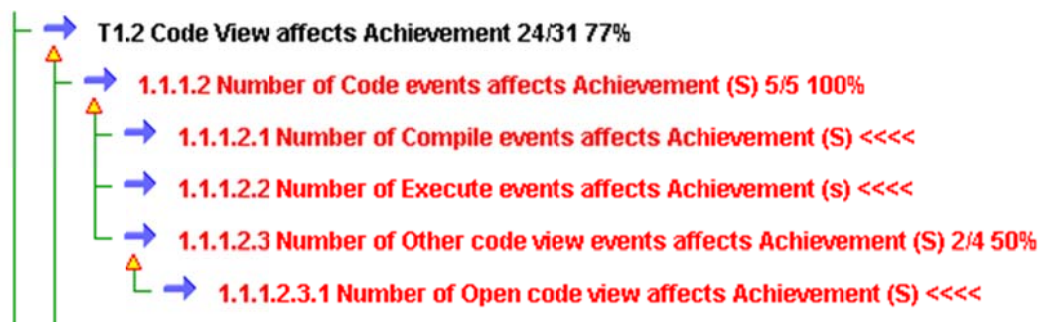 T1.2 Code View affects Achievement 24/31 77%
1.1.1.2 Number of Code events affects Achievement (S) 5/5 100%
1.1.1.2.1 Number of Compile events affects Achievement (S) <<<<
1.1.1.2.2 Number of Execute events affects Achievement (s) <<<<
1.1.1.2.3 Number of Other code view events affects Achievement (S) 2/4 50%
1.1.1.2.3.1 Number of Open code view affects Achievement (S) <<<<